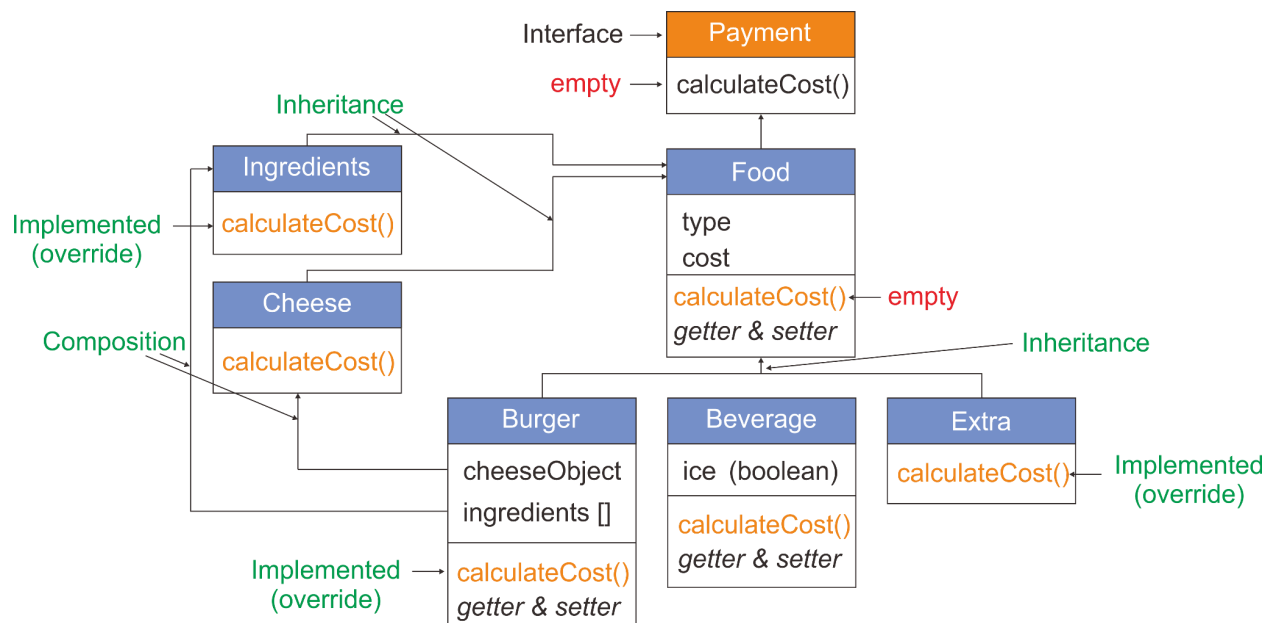 Interface
Payment
empty
calculateCost()
Inheritance
Ingredients
calculateCost()
Implemented
(override)
Food
type
cost
calculateCost()
getter & setter
empty
Cheese
calculateCost()
Composition
Inheritance
Burger
cheeseObject
ingredients []
calculateCost()
getter & setter
Implemented
(override)
Beverage
ice (boolean)
calculateCost()
getter & setter
Extra
calculateCost()
Implemented
(override)